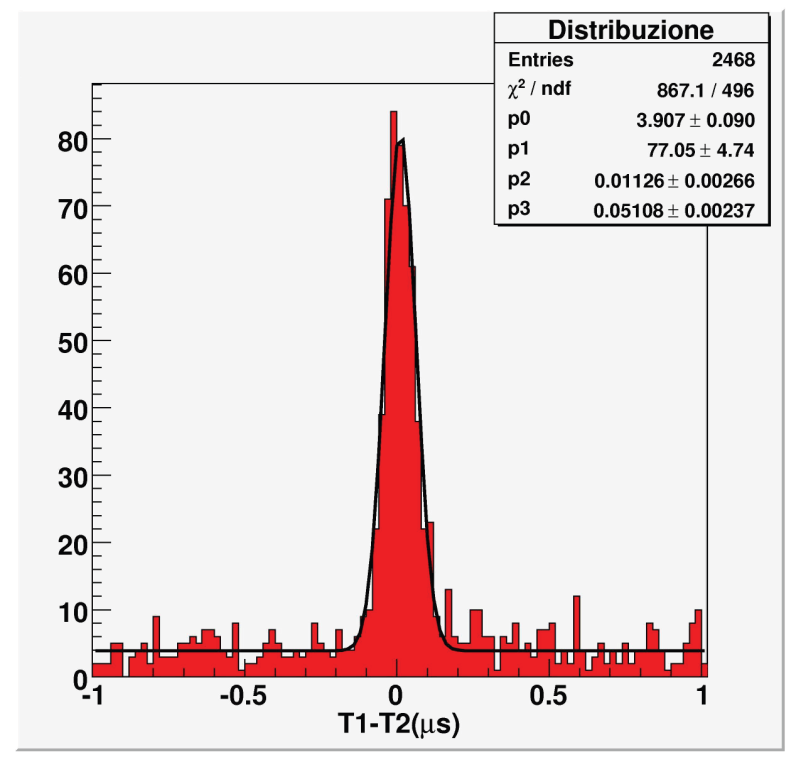 Distribuzione
Entries 2468
χ² / ndf 867.1 / 496
p0 3.907 ± 0.090
p1 77.05 ± 4.74
p2 0.01126 ± 0.00266
p3 0.05108 ± 0.00237
80
70
60
50
40
30
20
10
0
-1 -0.5 0 0.5 1
T1-T2(μs)